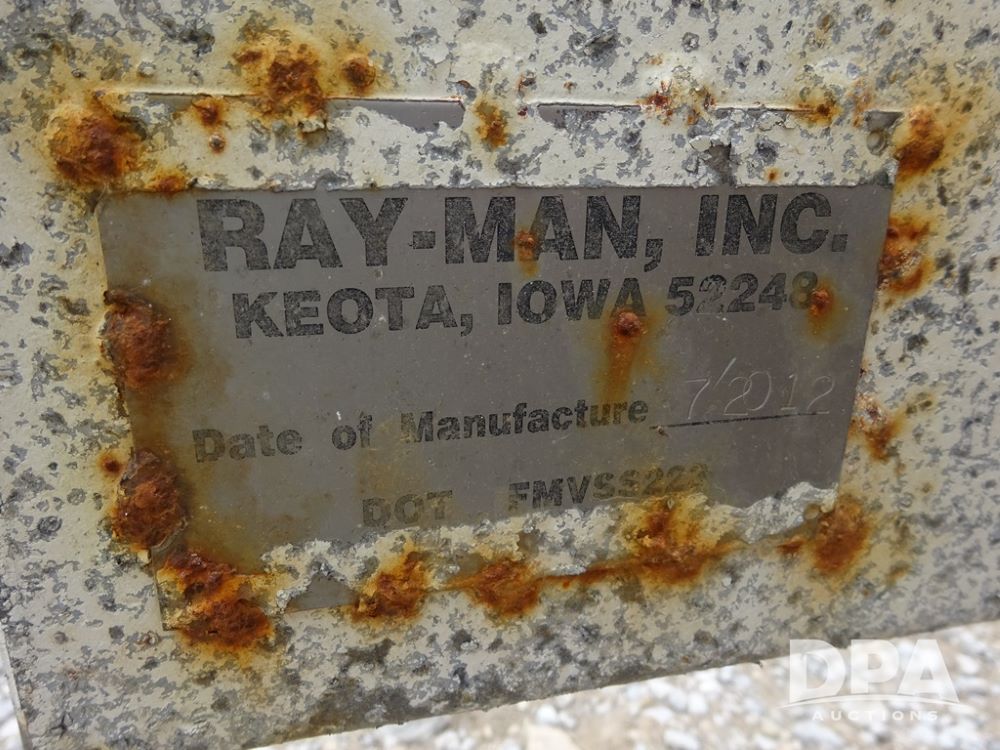 RAY-MAN, INC.
KEOTA, IOWA 52248
Date of Manufacture 7/2012
DOT FMVSS223
DPA
AUCTIONS